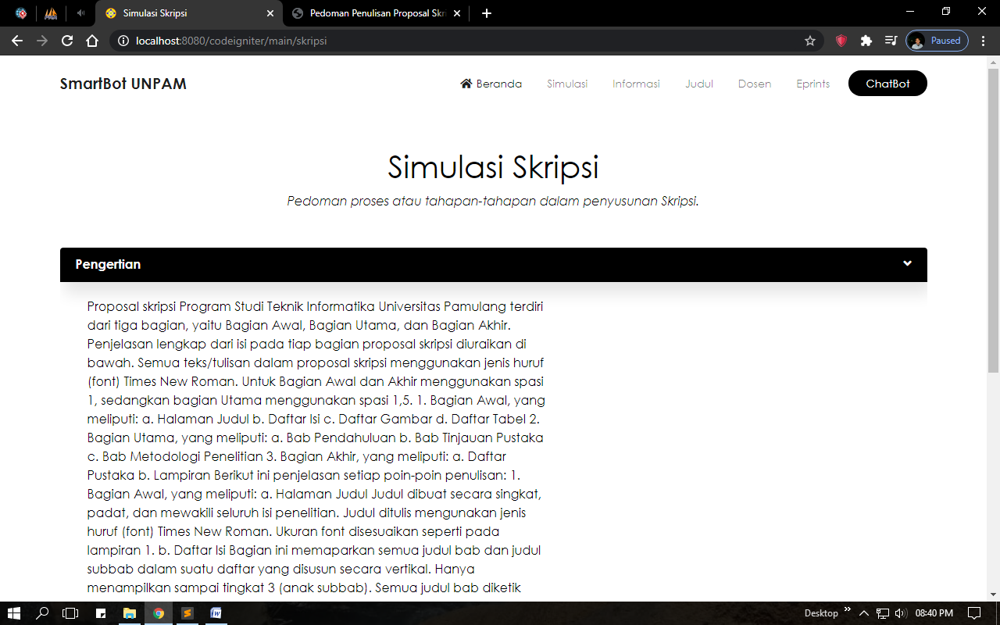 Simulasi Skripsi
Pedoman Penulisan Proposal Skri
localhost:8080/codeigniter/main/skripsi
Paused
SmartBot UNPAM
Beranda
Simulasi
Informasi
Judul
Dosen
Eprints
ChatBot
Simulasi Skripsi
Pedoman proses atau tahapan-tahapan dalam penyusunan Skripsi.
Pengertian
Proposal skripsi Program Studi Teknik Informatika Universitas Pamulang terdiri
dari tiga bagian, yaitu Bagian Awal, Bagian Utama, dan Bagian Akhir.
Penjelasan lengkap dari isi pada tiap bagian proposal skripsi diuraikan di
bawah. Semua teks/tulisan dalam proposal skripsi menggunakan jenis huruf
(font) Times New Roman. Untuk Bagian Awal dan Akhir menggunakan spasi
1, sedangkan bagian Utama menggunakan spasi 1,5. 1. Bagian Awal, yang
meliputi: a. Halaman Judul b. Daftar Isi c. Daftar Gambar d. Daftar Tabel 2.
Bagian Utama, yang meliputi: a. Bab Pendahuluan b. Bab Tinjauan Pustaka
c. Bab Metodologi Penelitian 3. Bagian Akhir, yang meliputi: a. Daftar
Pustaka b. Lampiran Berikut ini penjelasan setiap poin-poin penulisan: 1.
Bagian Awal, yang meliputi: a. Halaman Judul Judul dibuat secara singkat,
padat, dan mewakili seluruh isi penelitian. Judul ditulis mengunakan jenis
huruf (font) Times New Roman. Ukuran font disesuaikan seperti pada
lampiran 1. b. Daftar Isi Bagian ini memaparkan semua judul bab dan judul
subbab dalam suatu daftar yang disusun secara vertikal. Hanya
menampilkan sampai tingkat 3 (anak subbab). Semua judul bab diketik
Desktop
08:40 PM